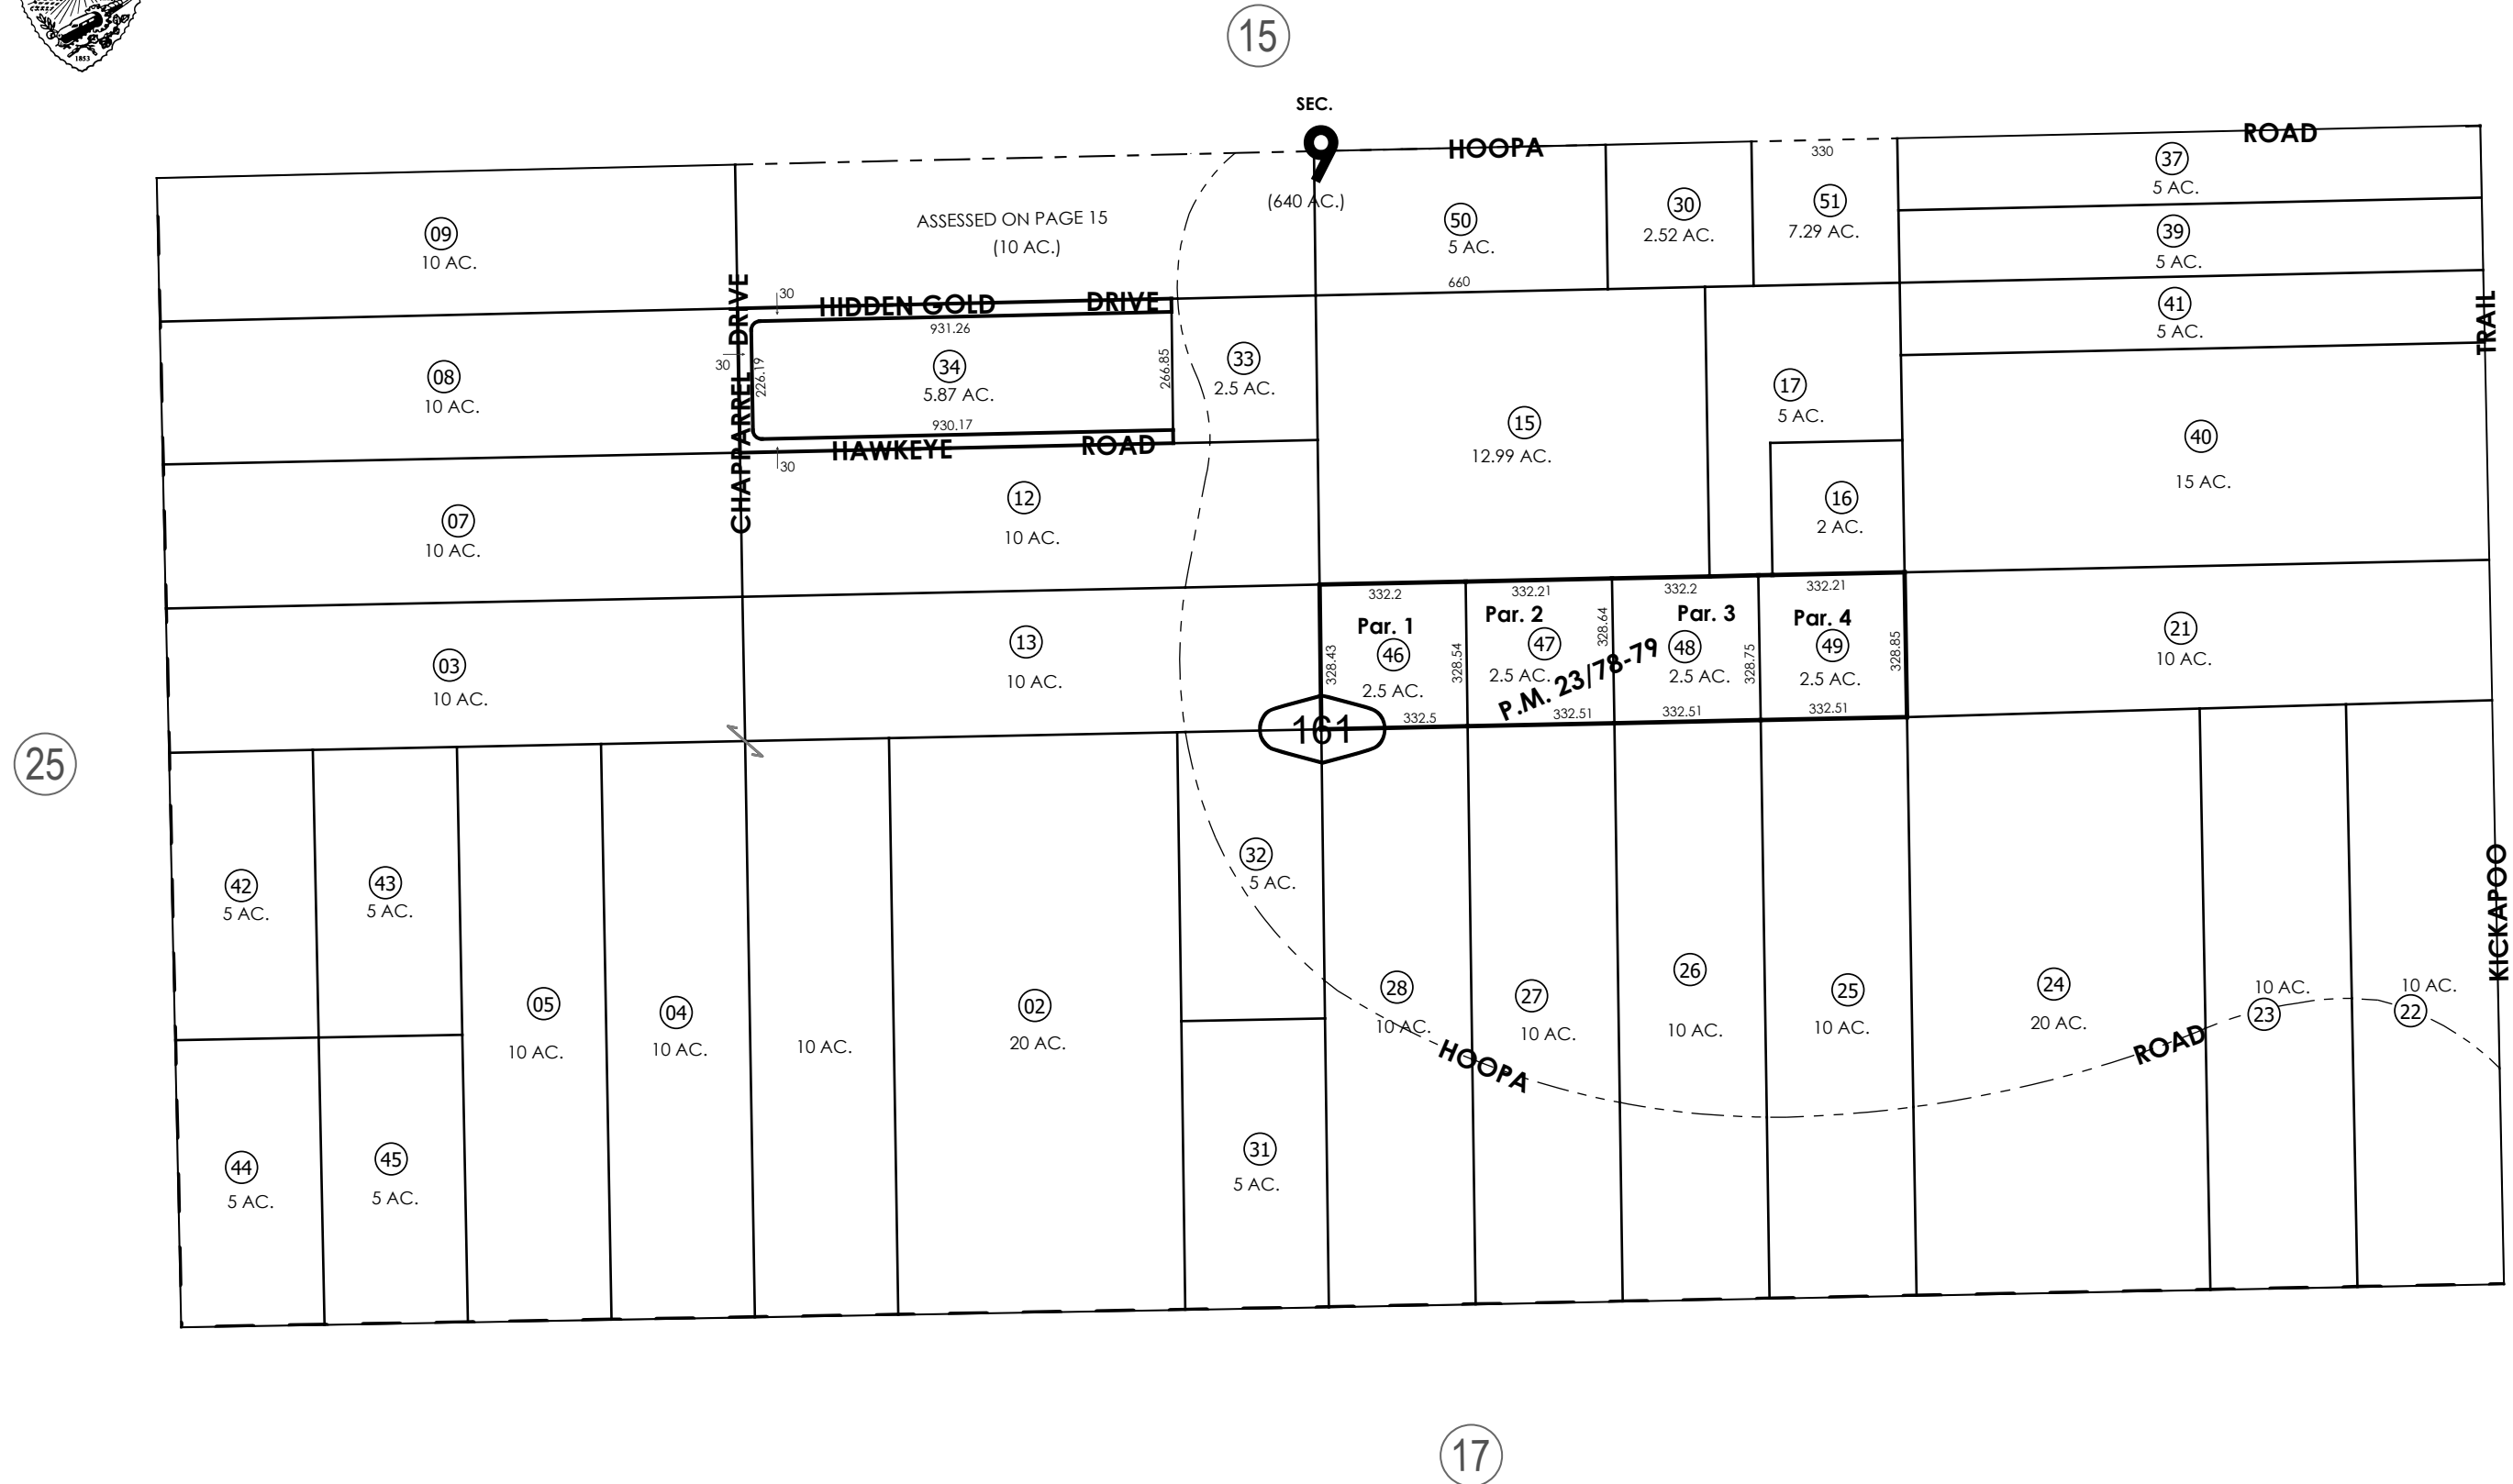 1853
15
SEC.
9
(640 AC.)
HOOPA ROAD
330
09
10 AC.
ASSESSED ON PAGE 15
(10 AC.)
50
5 AC.
660
30
2.52 AC.
51
7.29 AC.
37
5 AC.
39
5 AC.
41
5 AC.
TRAIL
CHAPPARREL DRIVE
30
HIDDEN GOLD DRIVE
931.26
30
226.19
34
5.87 AC.
266.85
930.17
HAWKEYE ROAD
30
33
2.5 AC.
08
10 AC.
15
12.99 AC.
17
5 AC.
16
2 AC.
40
15 AC.
07
10 AC.
12
10 AC.
03
10 AC.
13
10 AC.
332.2
332.21
332.2
332.21
Par. 1
Par. 2
Par. 3
Par. 4
328.43
46
2.5 AC.
328.54
47
2.5 AC.
328.64
48
2.5 AC.
328.75
49
2.5 AC.
328.85
P.M. 23/78-79
332.5
332.51
332.51
332.51
21
10 AC.
161
25
42
5 AC.
43
5 AC.
05
10 AC.
04
10 AC.
10 AC.
02
20 AC.
32
5 AC.
28
10 AC.
27
10 AC.
26
10 AC.
25
10 AC.
24
20 AC.
10 AC.
23
10 AC.
22
KICKAPOO
HOOPA ROAD
44
5 AC.
45
5 AC.
31
5 AC.
17